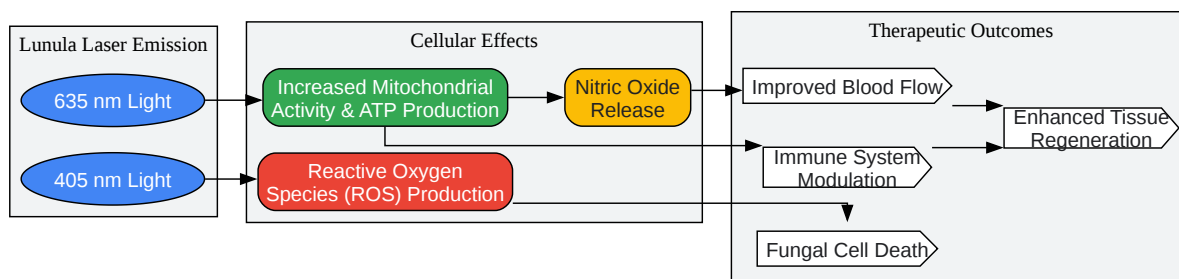 Lunula Laser Emission
635 nm Light
405 nm Light
Cellular Effects
Increased Mitochondrial
Activity & ATP Production
Nitric Oxide
Release
Reactive Oxygen
Species (ROS) Production
Therapeutic Outcomes
Improved Blood Flow
Immune System
Modulation
Fungal Cell Death
Enhanced Tissue
Regeneration